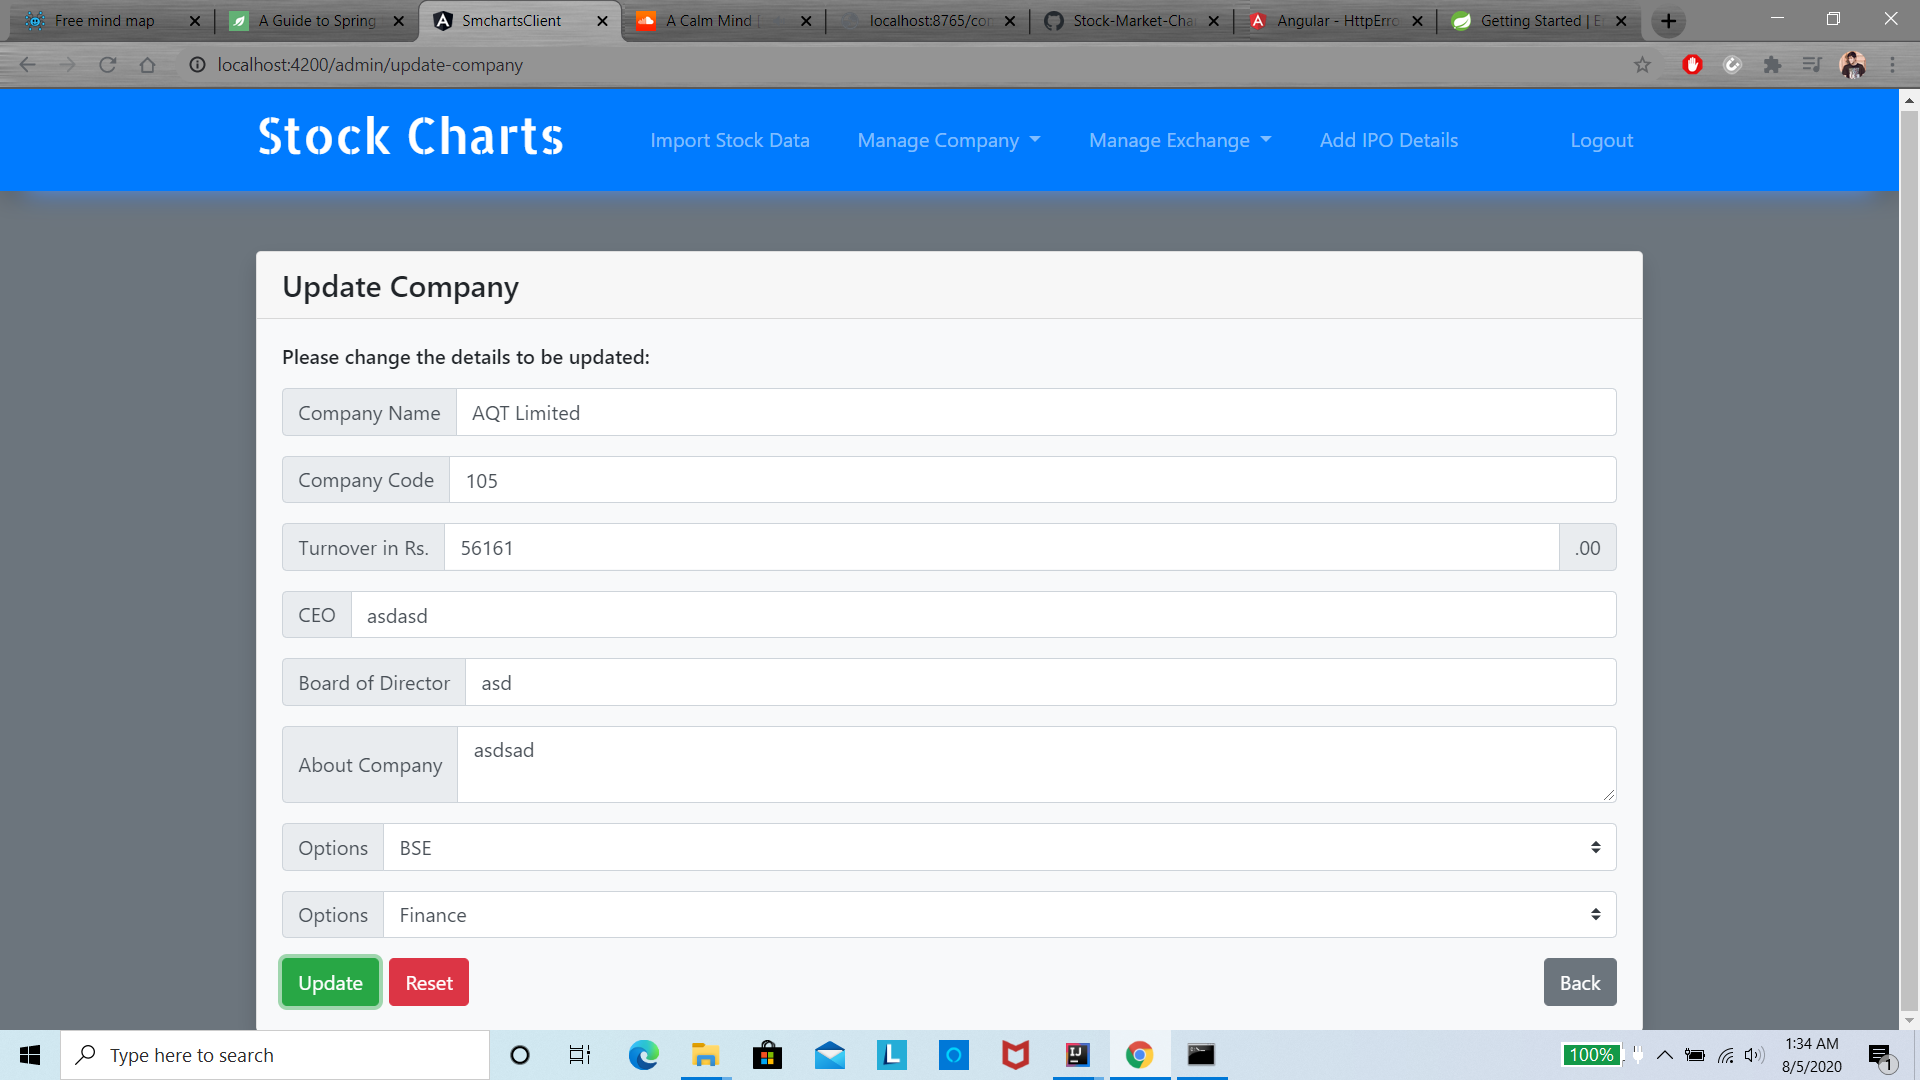 Free mind map
A Guide to Spring
SmchartsClient
A Calm Mind |
localhost:8765/con
Stock-Market-Cha
Angular - HttpErro
Getting Started |
localhost:4200/admin/update-company
Stock Charts
Import Stock Data
Manage Company
Manage Exchange
Add IPO Details
Logout
Update Company
Please change the details to be updated:
Company Name AQT Limited
Company Code 105
Turnover in Rs. 56161 .00
CEO asdasd
Board of Director asd
About Company asdsad
Options BSE
Options Finance
Update Reset Back
Type here to search
100%
1:34 AM
8/5/2020
1